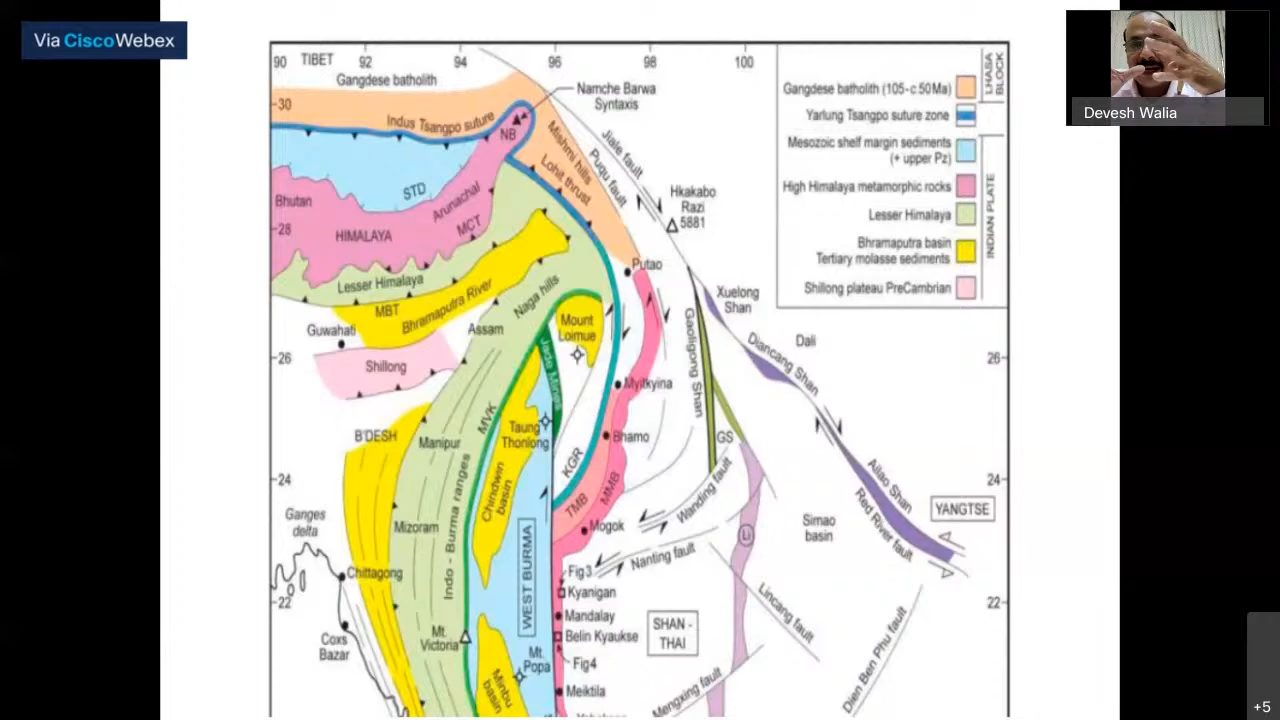 Via Cisco Webex
Devesh Walia
+5
90
TIBET
92
94
96
98
100
Gangdese batholith
Namche Barwa
Syntaxis
30
Indus Tsangpo suture
NB
Mishmi hills
Lohit thrust
Jiale fault
Puqu fault
STD
Arunachal
MCT
Bhutan
HIMALAYA
28
Hkakabo
Razi
5881
Lesser Himalaya
MBT
Bhramaputra River
Naga hills
Putao
Xuelong
Shan
Guwahati
Assam
Mount
Loimue
Gaoligong Shan
Diancang Shan
Dali
26
26
Shillong
Jade Mines
Myitkyina
B'DESH
Manipur
MVK
Taung
Thonlong
Bhamo
GS
KGR
24
24
Chindwin
basin
TMB
MMB
Wanding fault
Ailao Shan
Red River fault
YANGTSE
Ganges
delta
Mizoram
Indo - Burma ranges
Mogok
Li
Simao
basin
WEST BURMA
Nanting fault
Chittagong
Fig3
Kyanigan
22
22
Mandalay
Lincang fault
Coxs
Bazar
Mt.
Victoria
Belin Kyaukse
SHAN -
THAI
Mt.
Popa
Fig4
Minbu
basin
Meiktila
Mengxing fault
Dien Ben Phu fault
Gangdese batholith (105-c 50Ma)
LHASA
BLOCK
Yarlung Tsangpo suture zone
Mesozoic shelf margin sediments
(+ upper Pz)
High Himalaya metamorphic rocks
Lesser Himalaya
INDIAN PLATE
Bhramaputra basin
Tertiary molasse sediments
Shillong plateau PreCambrian